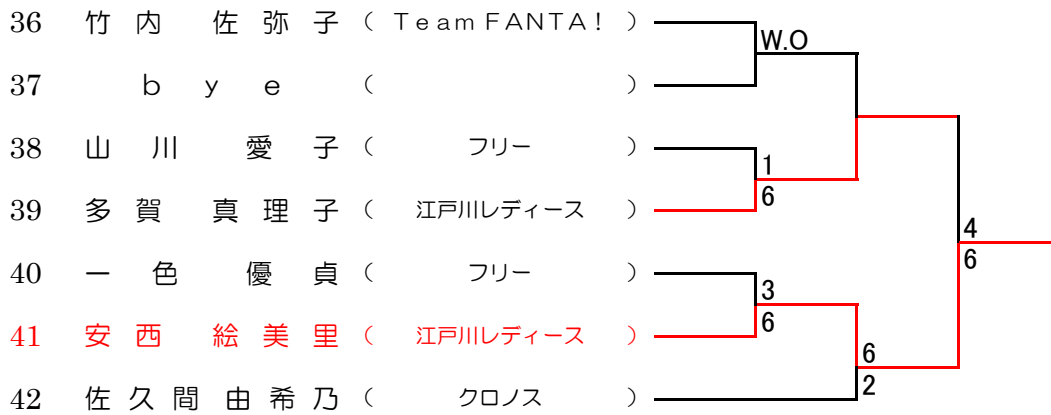 36 竹内 佐弥子 ( Team FANTA! ) W.O
37 bye ( )
38 山川 愛子 ( フリー ) 1
39 多賀 真理子 ( 江戸川レディース ) 6
4
6
40 一色 優貞 ( フリー ) 3
41 安西 絵美里 ( 江戸川レディース ) 6
6
2
42 佐久間 由希乃 ( クロノス )